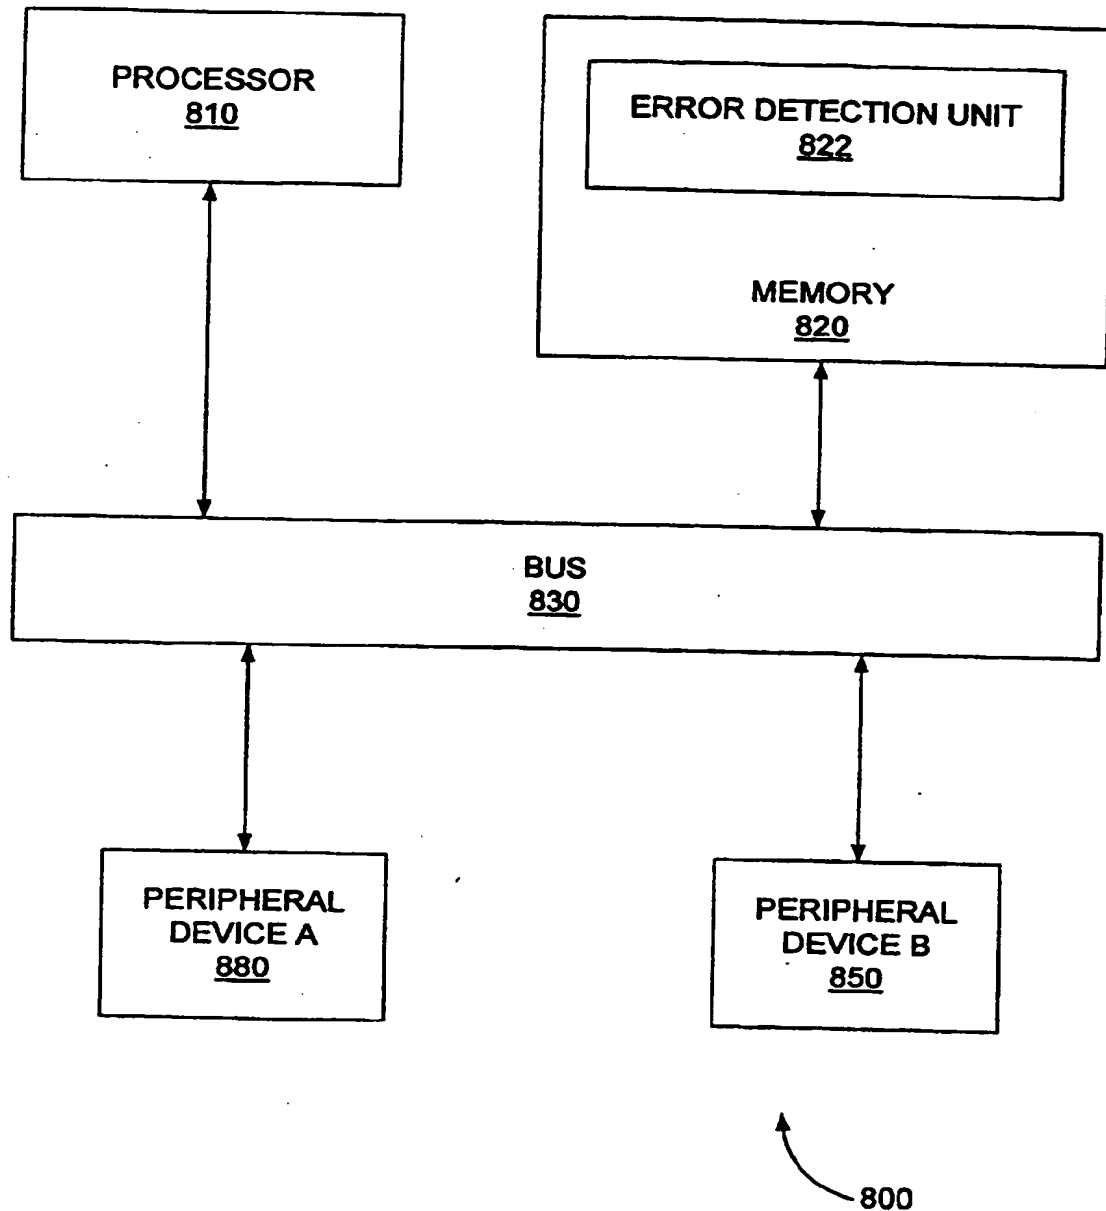 PROCESSOR
810
ERROR DETECTION UNIT
822
MEMORY
820
BUS
830
PERIPHERAL
DEVICE A
880
PERIPHERAL
DEVICE B
850
800